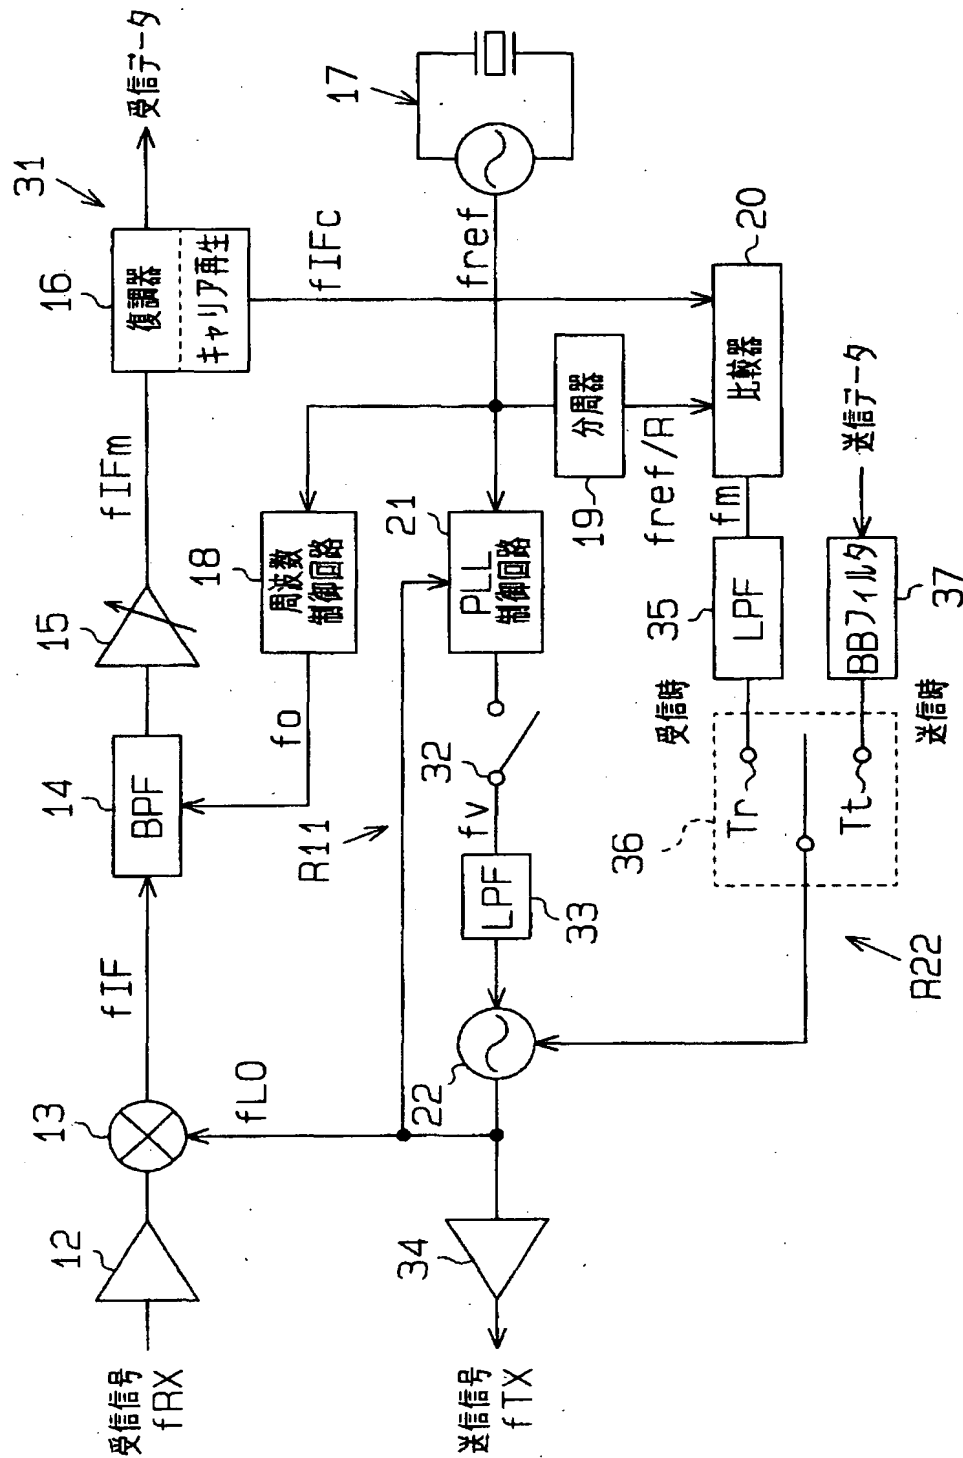 31
受信信号
fRX
12
13
fIF
14
BPF
15
fIFm
16
復調器
キャリア再生
受信データ
fLO
fo
18
周波数
制御回路
fIFc
17
R11
fref
送信信号
fTX
34
22
LPF
33
fv
32
21
PLL
制御回路
19
分周器
fref/R
20
比較器
fm
35
LPF
受信時
Tr
36
Tt
送信時
BBフィルタ
37
送信データ
R22